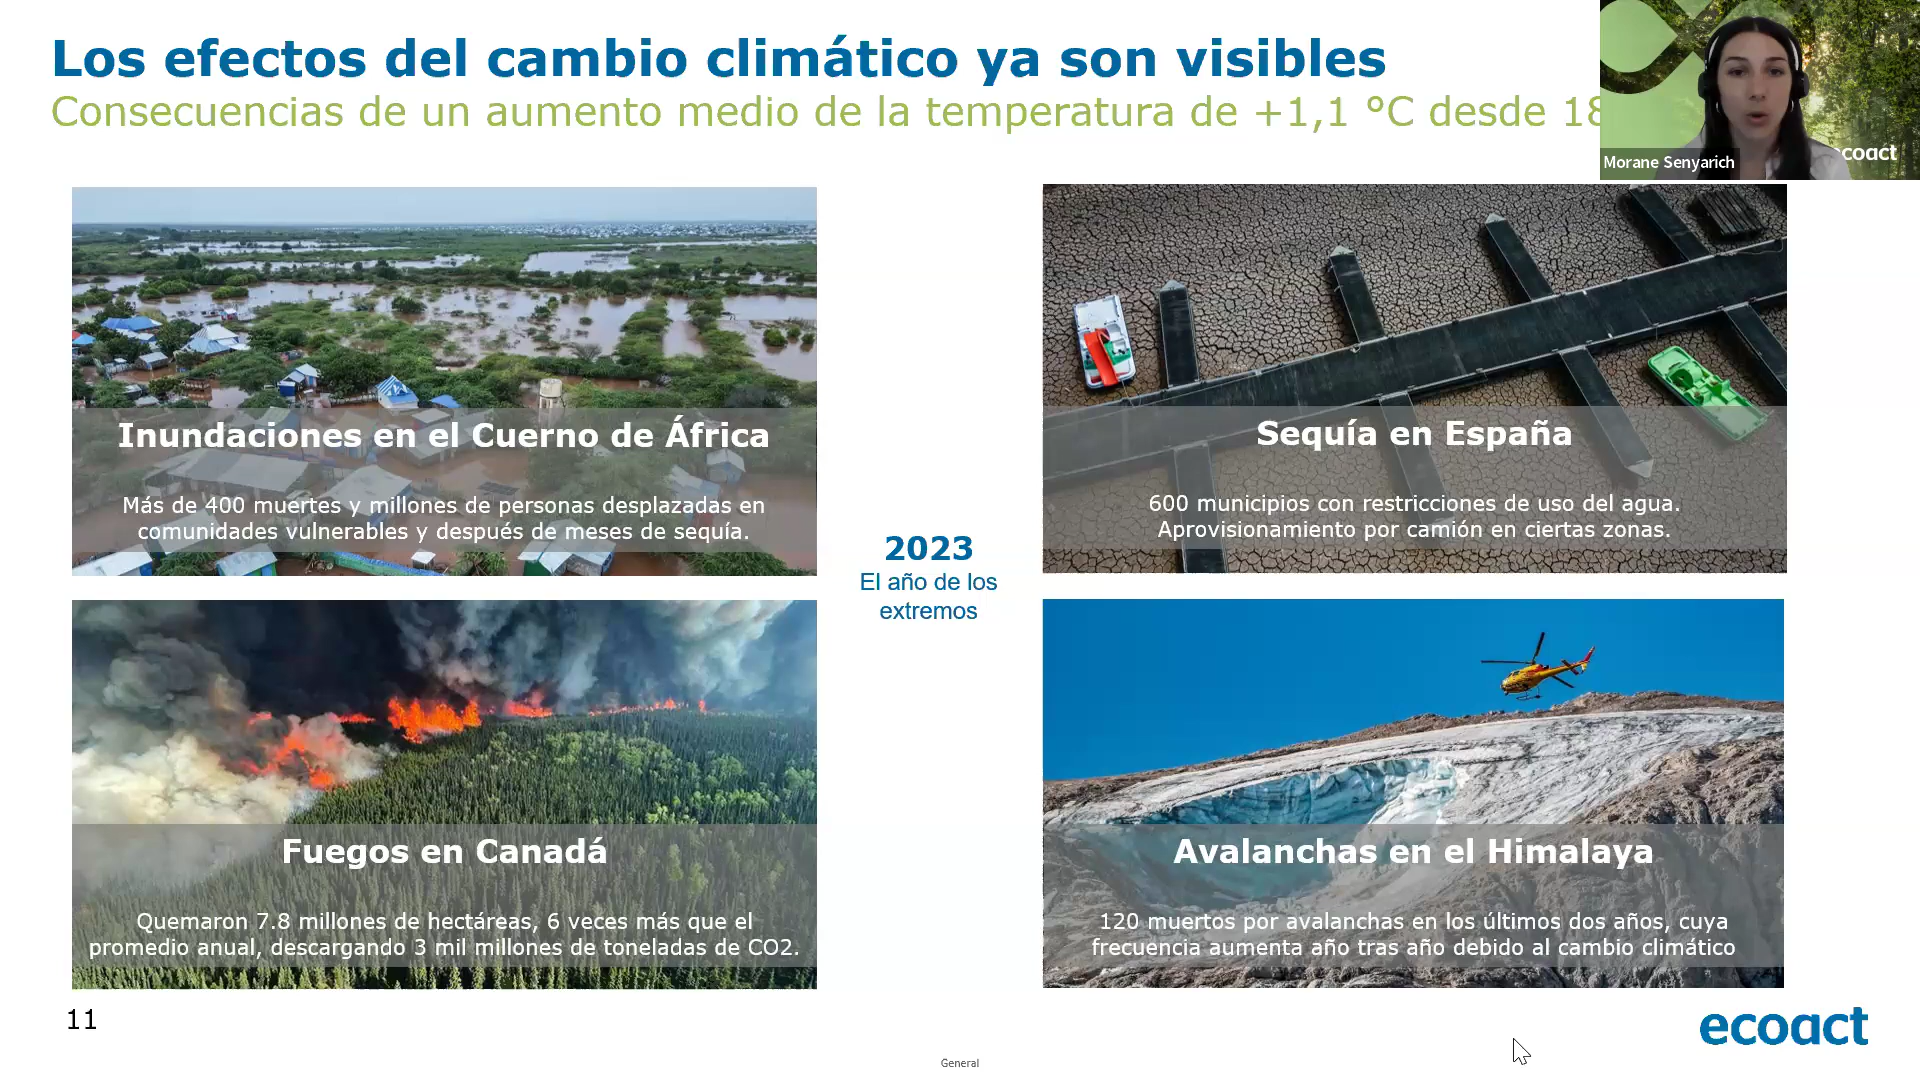 Los efectos del cambio climático ya son visibles
Consecuencias de un aumento medio de la temperatura de +1,1 °C desde
Morane Senyarich
ecoact
Inundaciones en el Cuerno de África
Más de 400 muertes y millones de personas desplazadas en
comunidades vulnerables y después de meses de sequía.
Sequía en España
600 municipios con restricciones de uso del agua.
Aprovisionamiento por camión en ciertas zonas.
2023
El año de los
extremos
Fuegos en Canadá
Quemaron 7.8 millones de hectáreas, 6 veces más que el
promedio anual, descargando 3 mil millones de toneladas de CO2.
Avalanchas en el Himalaya
120 muertos por avalanchas en los últimos dos años, cuya
frecuencia aumenta año tras año debido al cambio climático
11
ecoact
General